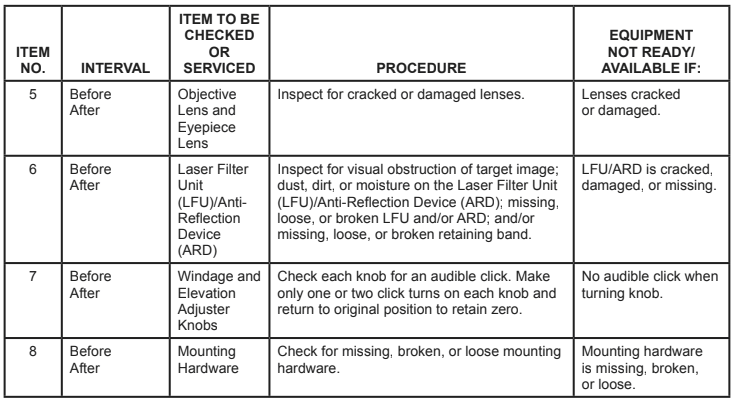 ITEM NO.
INTERVAL
ITEM TO BE
CHECKED
OR
SERVICED
PROCEDURE
EQUIPMENT
NOT READY/
AVAILABLE IF:
5
Before
After
Objective
Lens and
Eyepiece
Lens
Inspect for cracked or damaged lenses.
Lenses cracked
or damaged.
6
Before
After
Laser Filter
Unit
(LFU)/Anti-
Reflection
Device
(ARD)
Inspect for visual obstruction of target image;
dust, dirt, or moisture on the Laser Filter Unit
(LFU)/Anti-Reflection Device (ARD); missing,
loose, or broken LFU and/or ARD; and/or
missing, loose, or broken retaining band.
LFU/ARD is cracked,
damaged, or missing.
7
Before
After
Windage and
Elevation
Adjuster
Knobs
Check each knob for an audible click. Make
only one or two click turns on each knob and
return to original position to retain zero.
No audible click when
turning knob.
8
Before
After
Mounting
Hardware
Check for missing, broken, or loose mounting
hardware.
Mounting hardware
is missing, broken,
or loose.